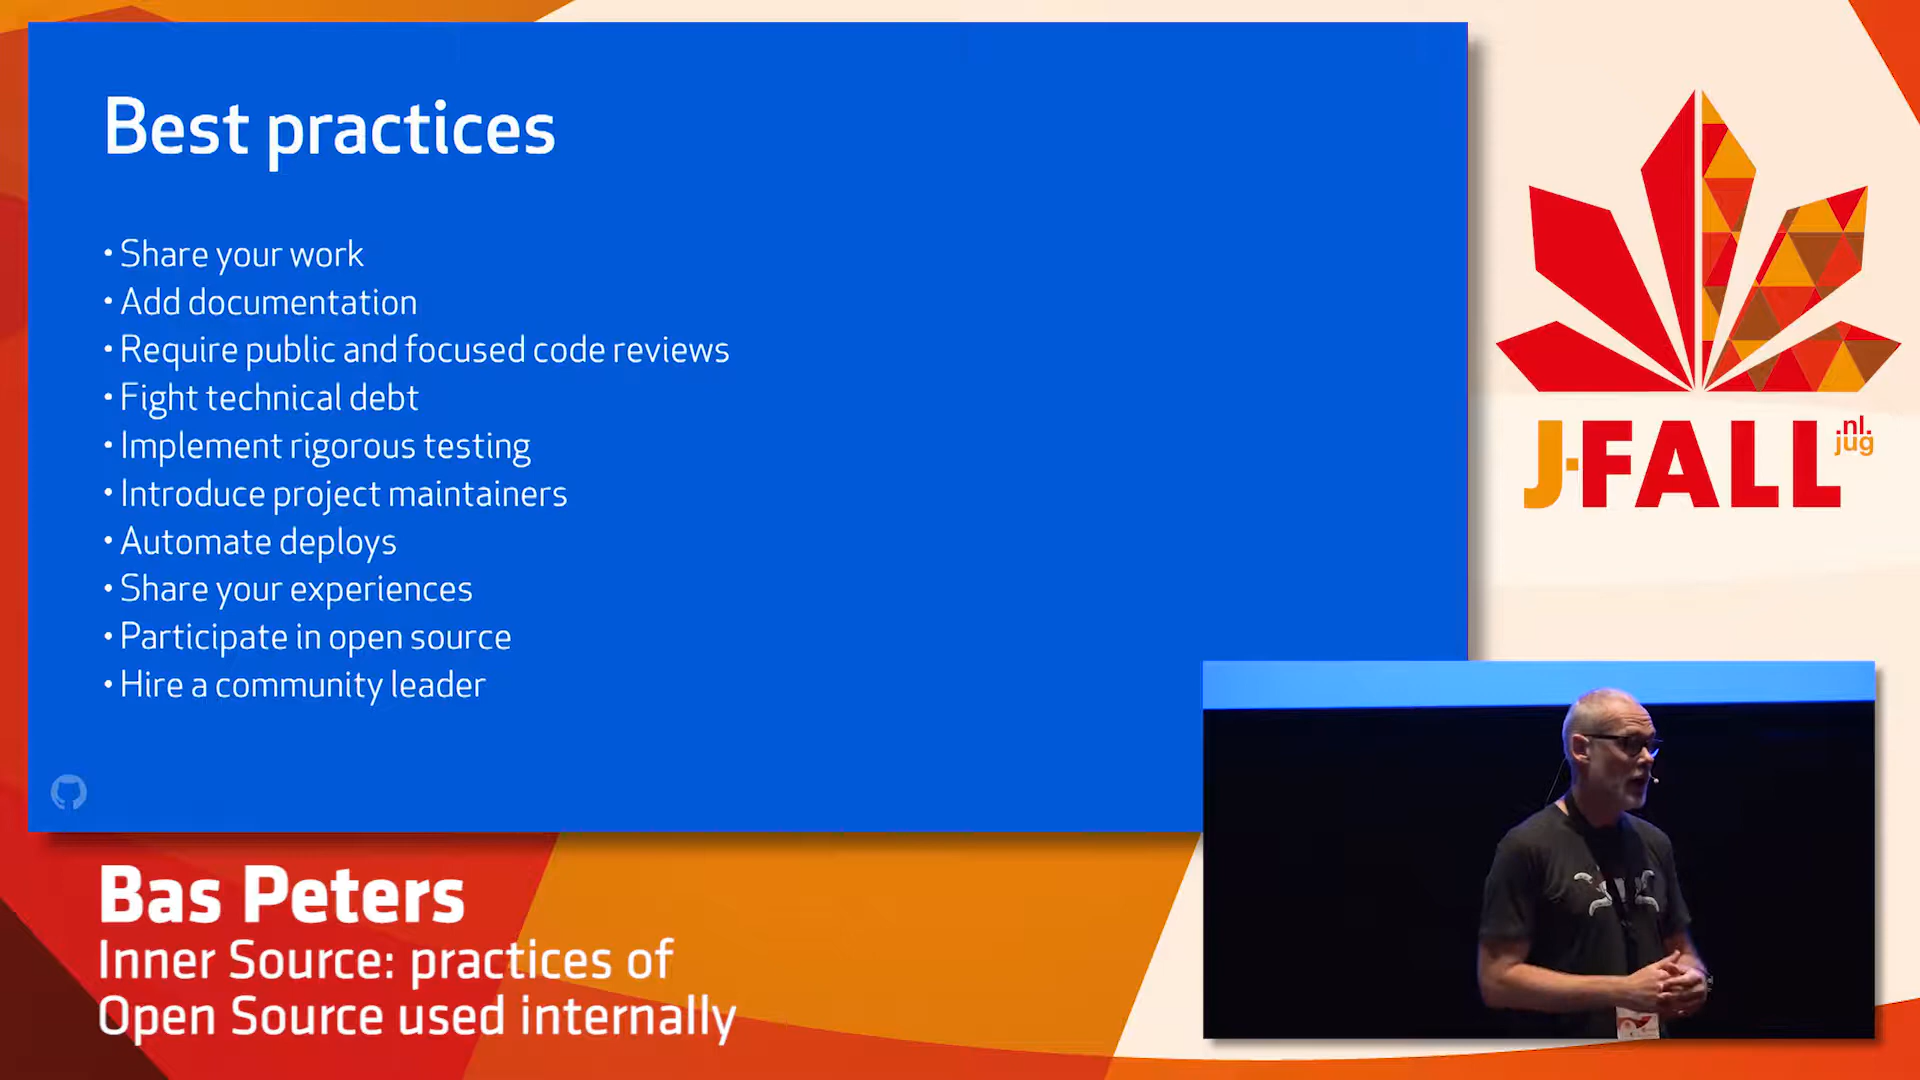 Best practices
• Share your work
• Add documentation
• Require public and focused code reviews
• Fight technical debt
• Implement rigorous testing
• Introduce project maintainers
• Automate deploys
• Share your experiences
• Participate in open source
• Hire a community leader
J-FALL
.nl.
jug
Bas Peters
Inner Source: practices of
Open Source used internally